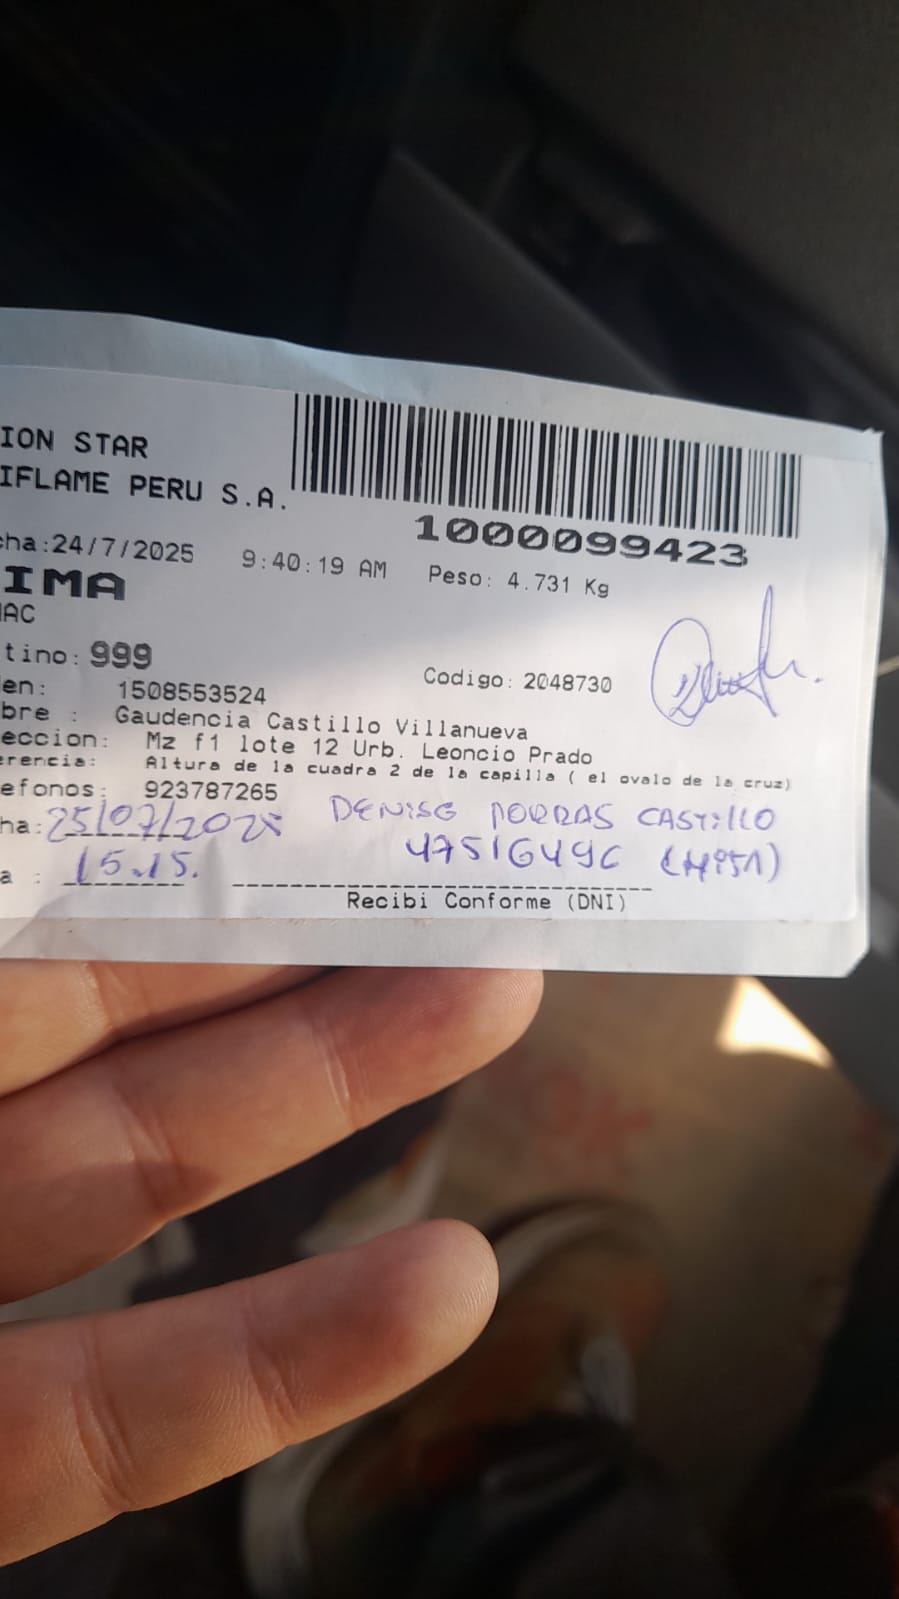 ION STAR
IFLAME PERU S.A.
1000099423
cha:24/7/2025 9:40:19 AM Peso: 4.731 Kg
IMA
AC
tino: 999
en: 1508553524 Codigo: 2048730
bre : Gaudencia Castillo Villanueva
eccion: Mz f1 lote 12 Urb. Leoncio Prado
erencia: Altura de la cuadra 2 de la capilla ( el ovalo de la cruz)
efonos: 923787265
ha: 25/07/2025 DENISE PORRAS CASTILLO
a : 15.15. (HIJA)
Recibi Conforme (DNI)